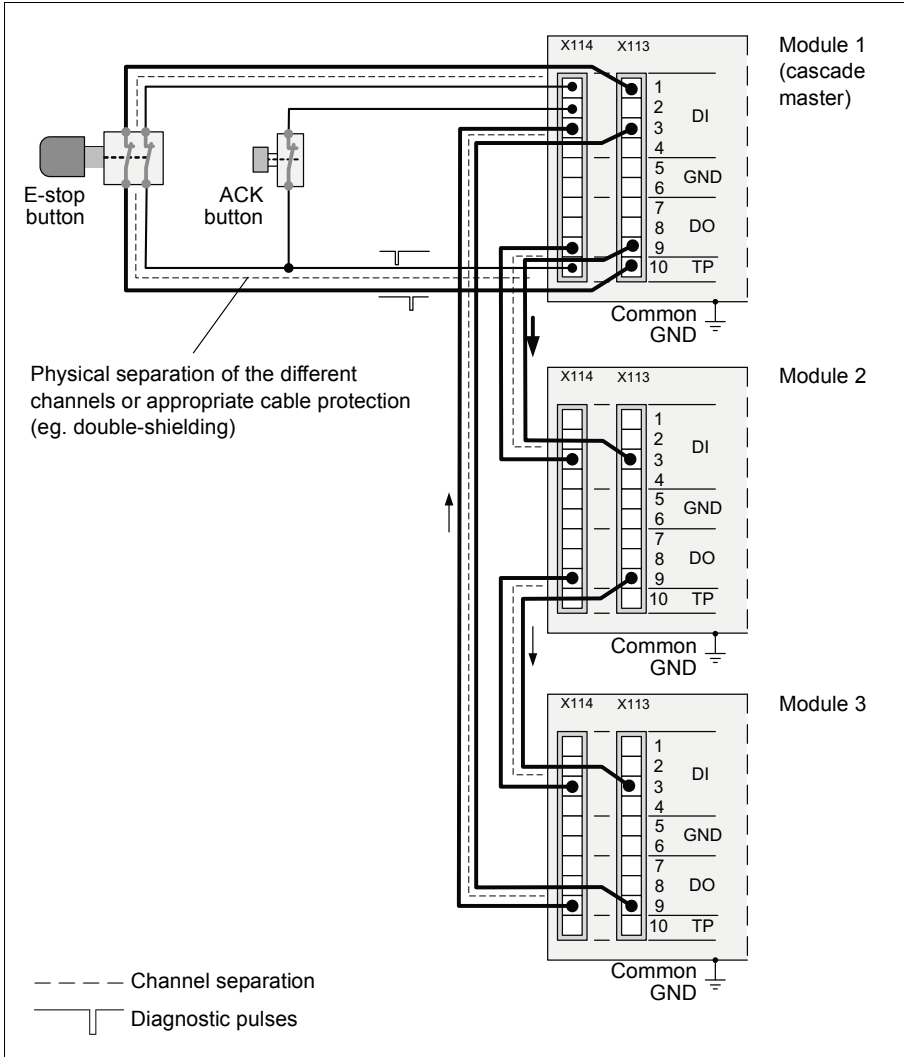 X114 X113
Module 1
(cascade
master)
1
2
3
4
DI
5
6
GND
7
8
9
DO
10 TP
Common
GND
E-stop
button
ACK
button
Physical separation of the different
channels or appropriate cable protection
(eg. double-shielding)
X114 X113
Module 2
1
2
3
4
DI
5
6
GND
7
8
9
DO
10 TP
Common
GND
X114 X113
Module 3
1
2
3
4
DI
5
6
GND
7
8
9
DO
10 TP
Common
GND
Channel separation
Diagnostic pulses